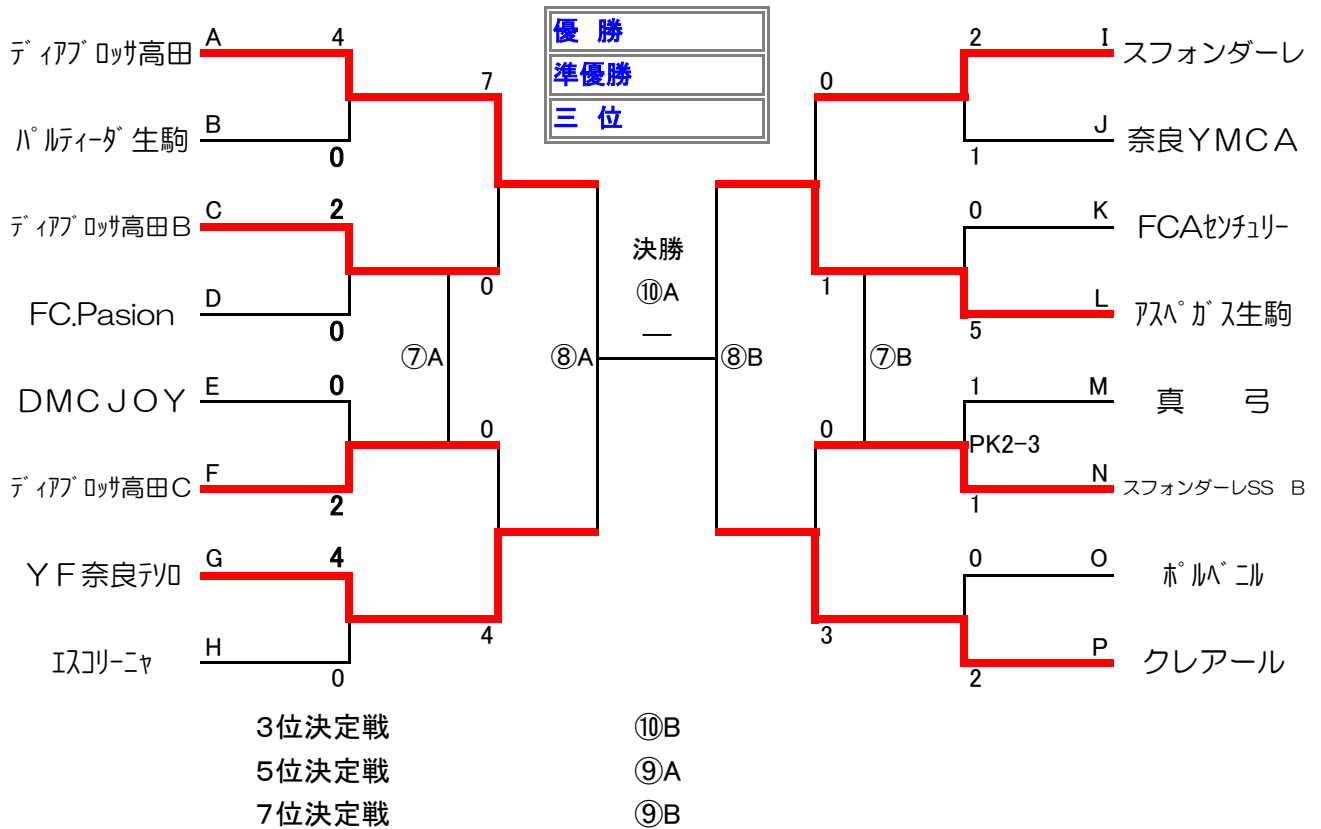 優 勝
準優勝
三 位
ﾃﾞｨｱﾌﾞﾛｯｻ高田 A 4
7
0
2 I スフォンダーレ
ﾊﾟﾙﾃｨｰﾀﾞ生駒 B 0
1 J 奈良ＹＭＣＡ
ﾃﾞｨｱﾌﾞﾛｯｻ高田Ｂ C 2
0
0 K FCAｾﾝﾁｭﾘｰ
決勝
⑩A
―
FC.Pasion D 0
1
5 L ｱｽﾍﾟｶﾞｽ生駒
⑦A
⑧A
⑧B
⑦B
ＤＭＣＪＯＹ E 0
0
0
1 M 真 弓
PK2-3
ﾃﾞｨｱﾌﾞﾛｯｻ高田Ｃ F 2
1 N スフォンダーレSS B
ＹＦ奈良ﾃｿﾛ G 4
4
3
0 O ﾎﾟﾙﾍﾞﾆﾙ
ｴｽｺﾘｰﾆｬ H 0
2 P クレアール
3位決定戦 ⑩B
5位決定戦 ⑨A
7位決定戦 ⑨B